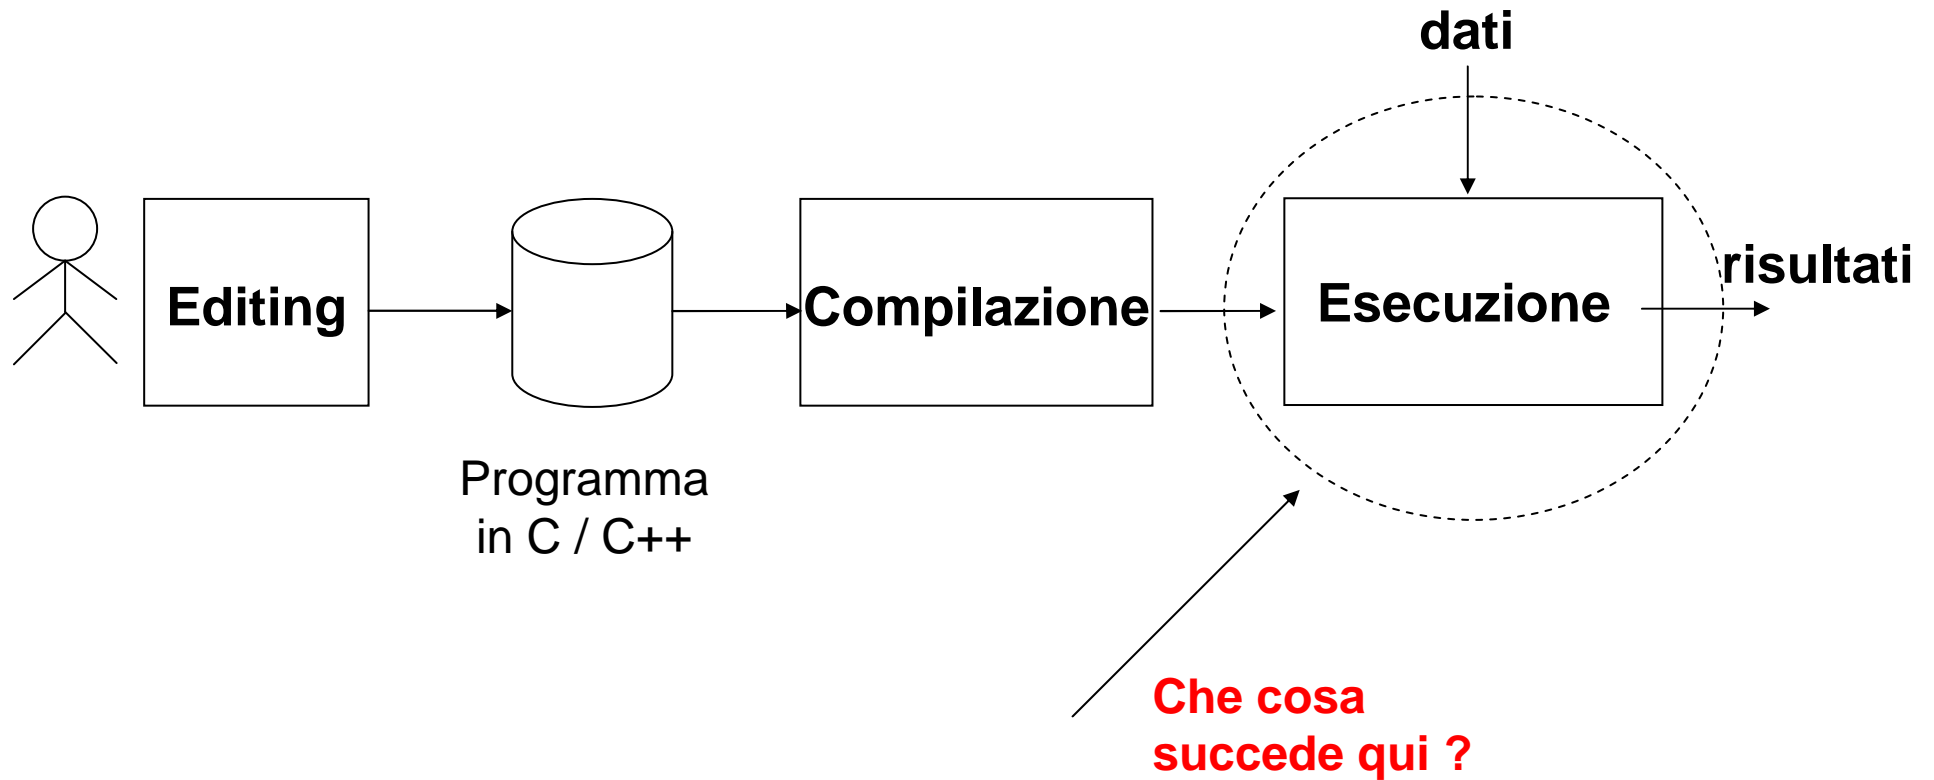 dati
Editing
Compilazione
Esecuzione
risultati
Programma
in C / C++
Che cosa
succede qui ?